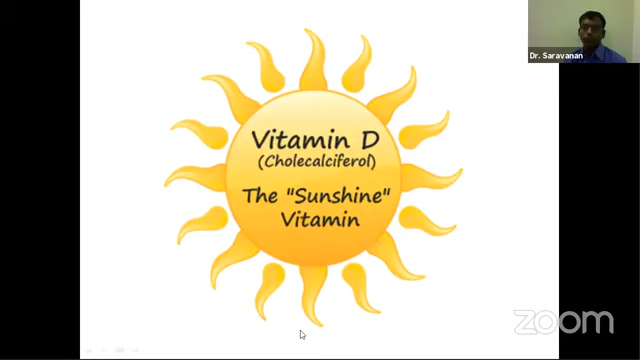 Dr. Saravanan
Vitamin D
(Cholecalciferol)
The "Sunshine"
Vitamin
zoom